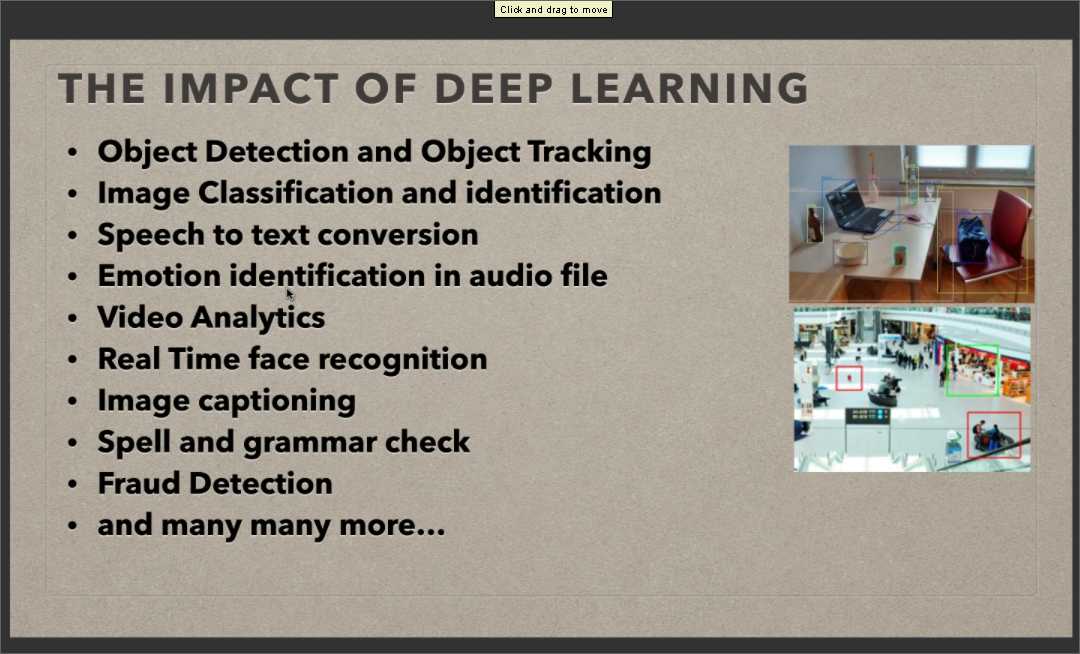 Click and drag to move
THE IMPACT OF DEEP LEARNING
• Object Detection and Object Tracking
• Image Classification and identification
• Speech to text conversion
• Emotion identification in audio file
• Video Analytics
• Real Time face recognition
• Image captioning
• Spell and grammar check
• Fraud Detection
• and many many more...